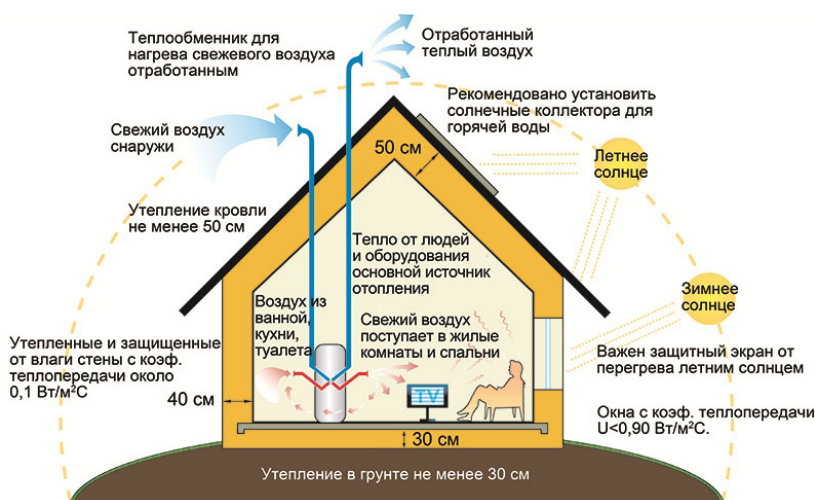 Теплообменник для
нагрева свежевого воздуха
отработанным
Отработанный
теплый воздух
Рекомендовано установить
солнечные коллектора для
горячей воды
Свежий воздух
снаружи
50 см
Летнее
солнце
Утепление кровли
не менее 50 см
Тепло от людей
и оборудования
основной источник
отопления
Зимнее
солнце
Воздух из
ванной,
кухни,
туалета
Свежий воздух
поступает в жилые
комнаты и спальни
Утепленные и защищенные
от влаги стены с коэф.
теплопередачи около
0,1 Вт/м²С
Важен защитный экран от
перегрева летним солнцем
40 см
TV
Окна с коэф. теплопередачи
U<0,90 Вт/м²С.
30 см
Утепление в грунте не менее 30 см